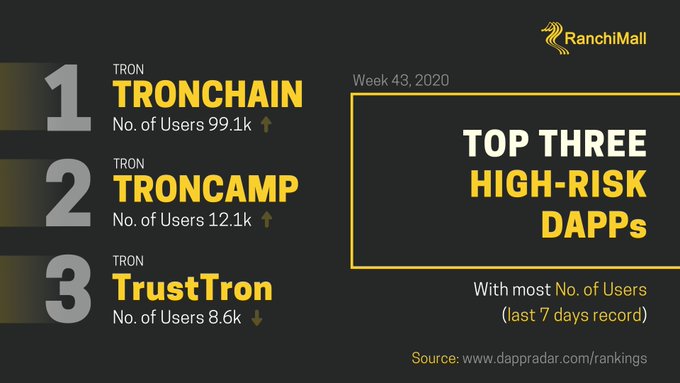 RanchiMall
1
TRON
TRONCHAIN
No. of Users 99.1k
2
TRON
TRONCAMP
No. of Users 12.1k
3
TRON
TrustTron
No. of Users 8.6k
Week 43, 2020
TOP THREE
HIGH-RISK
DAPPs
With most No. of Users
(last 7 days record)
Source: www.dappradar.com/rankings